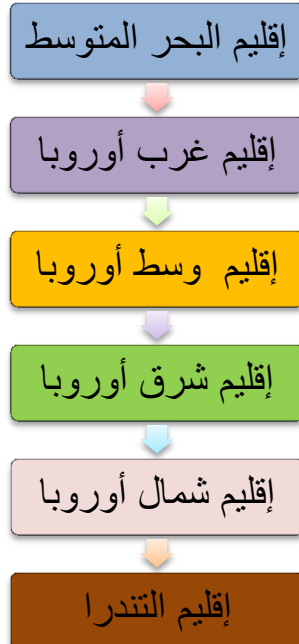 إقليم البحر المتوسط
إقليم غرب أوروبا
إقليم وسط أوروبا
إقليم شرق أوروبا
إقليم شمال أوروبا
إقليم التندرا